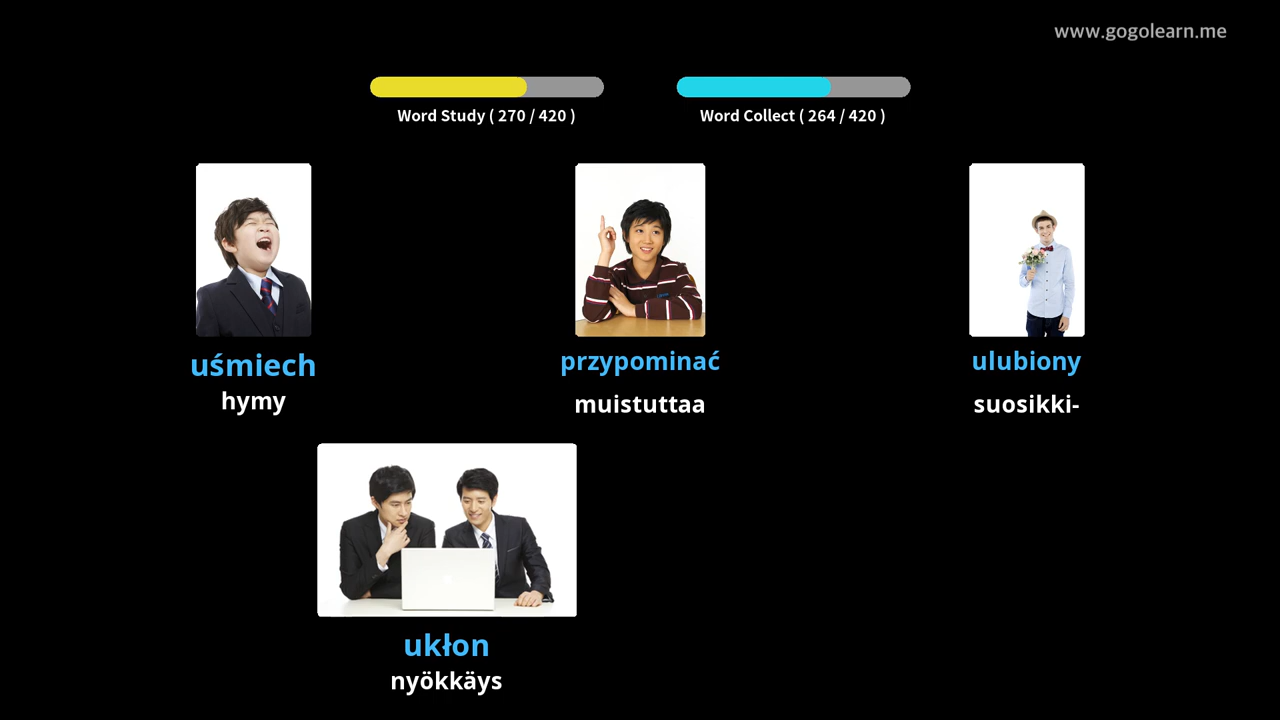 www.gogolearn.me
Word Study ( 270 / 420 )
Word Collect ( 264 / 420 )
uśmiech
hymy
przypominać
muistuttaa
ulubiony
suosikki-
ukłon
nyökkäys